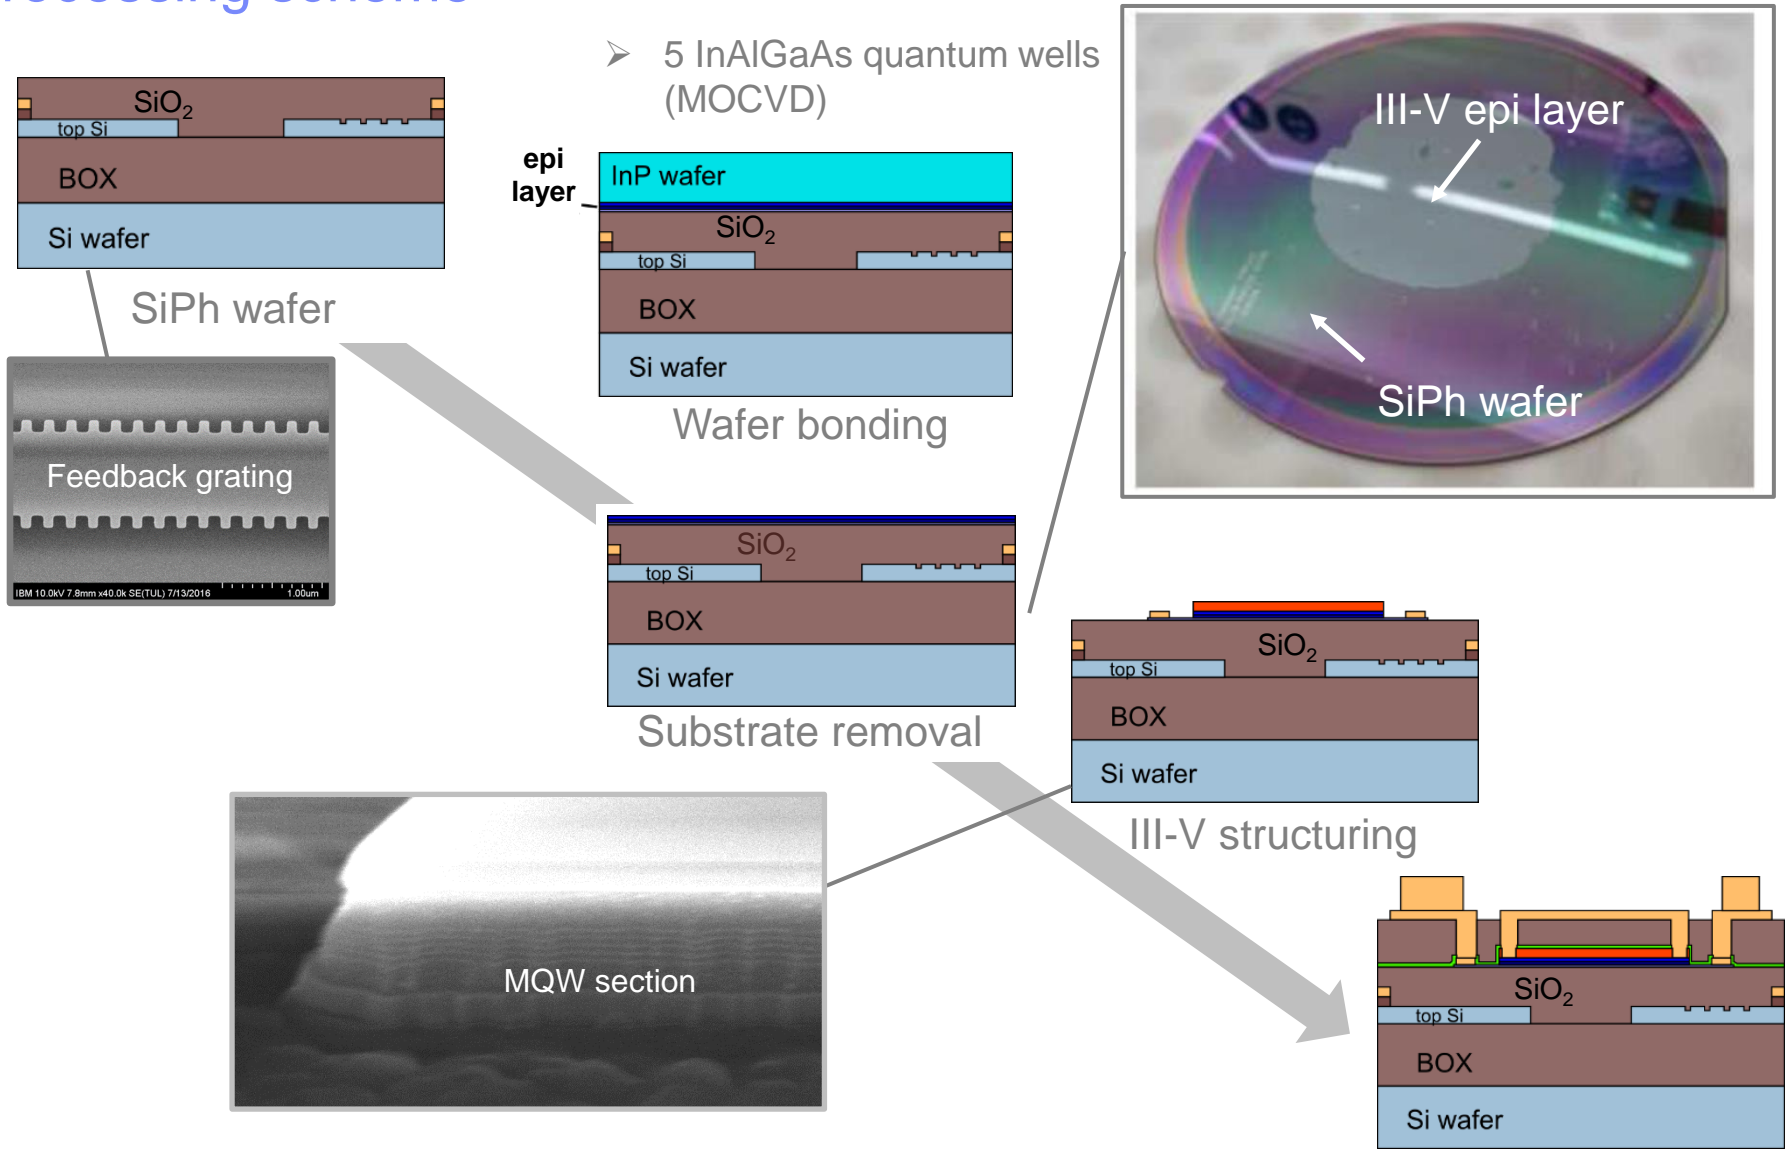 ➢ 5 InAlGaAs quantum wells
(MOCVD)
SiO2
top Si
BOX
Si wafer
SiPh wafer
Feedback grating
IBM 10.0kV 7.8mm x40.0k SE(TUL) 7/13/2016 1.00um
epi
layer
InP wafer
SiO2
top Si
BOX
Si wafer
Wafer bonding
III-V epi layer
SiPh wafer
SiO2
top Si
BOX
Si wafer
Substrate removal
SiO2
top Si
BOX
Si wafer
III-V structuring
MQW section
SiO2
top Si
BOX
Si wafer